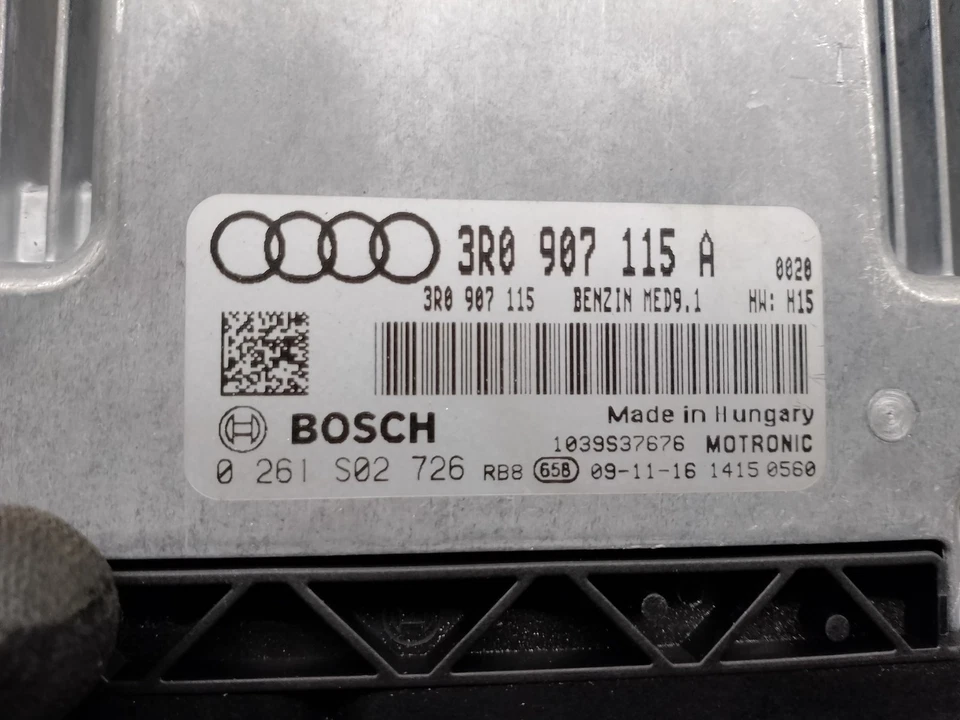 3R0 907 115 A 0020
3R0 907 115 BENZIN MED9.1 HW: H15
BOSCH Made in Hungary
1039S37676 MOTRONIC
0 261 S02 726 RB8 65B 09-11-16 1415 0560